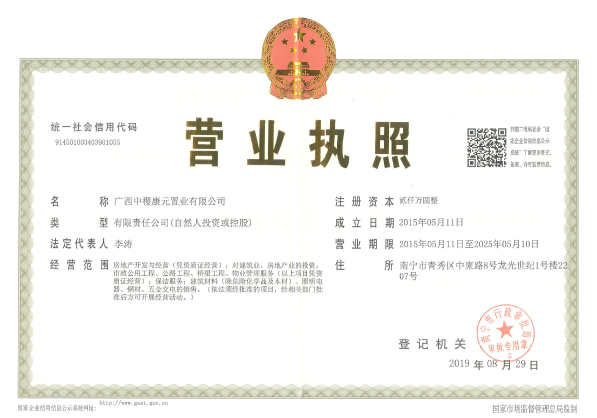 统一社会信用代码
914501003403901055
营业执照
扫描二维码登录“国
家企业信用信息公示
系统”了解更多登记、
备案、许可监管信息。
名称 广西中稷康元置业有限公司
类型 有限责任公司(自然人投资或控股)
法定代表人 李涛
经营范围 房地产开发与经营(凭资质证经营);对建筑业、房地产业的投资;
市政公用工程、公路工程、桥梁工程、物业管理服务(以上项目凭资
质证经营);保洁服务;建筑材料(除危险化学品及木材)、照明电
器、钢材、五金交电的销售。(依法须经批准的项目,经相关部门批
准后方可开展经营活动。)
注册资本 贰仟万圆整
成立日期 2015年05月11日
营业期限 2015年05月11日至2025年05月10日
住所 南宁市青秀区中柬路8号龙光世纪1号楼22
07号
登记机关
南宁市行政审批局
审批专用章
2
2019年08月29日
国家企业信用信息公示系统网址:
http://www.gsxt.gov.cn
国家市场监督管理总局监制